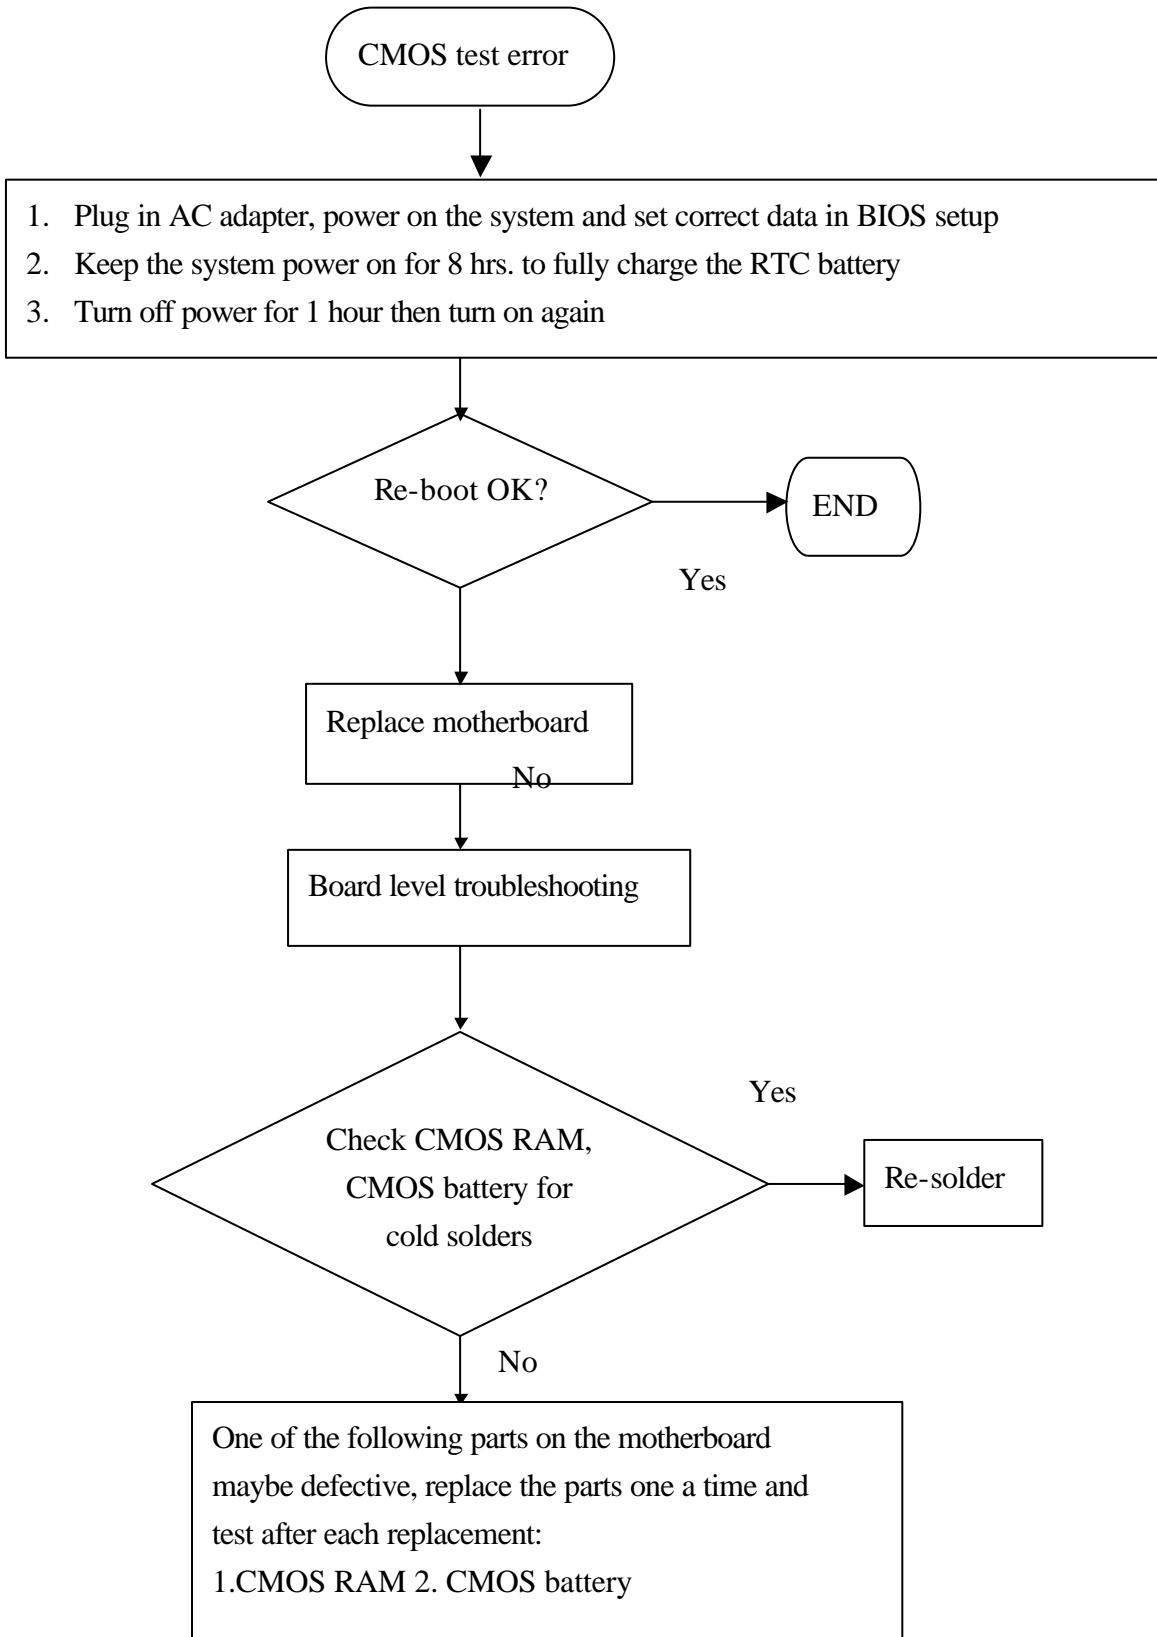 CMOS test error
1. Plug in AC adapter, power on the system and set correct data in BIOS setup
2. Keep the system power on for 8 hrs. to fully charge the RTC battery
3. Turn off power for 1 hour then turn on again
Re-boot OK?
END
Yes
Replace motherboard
No
Board level troubleshooting
Yes
Check CMOS RAM,
CMOS battery for
cold solders
Re-solder
No
One of the following parts on the motherboard
maybe defective, replace the parts one a time and
test after each replacement:
1.CMOS RAM 2. CMOS battery